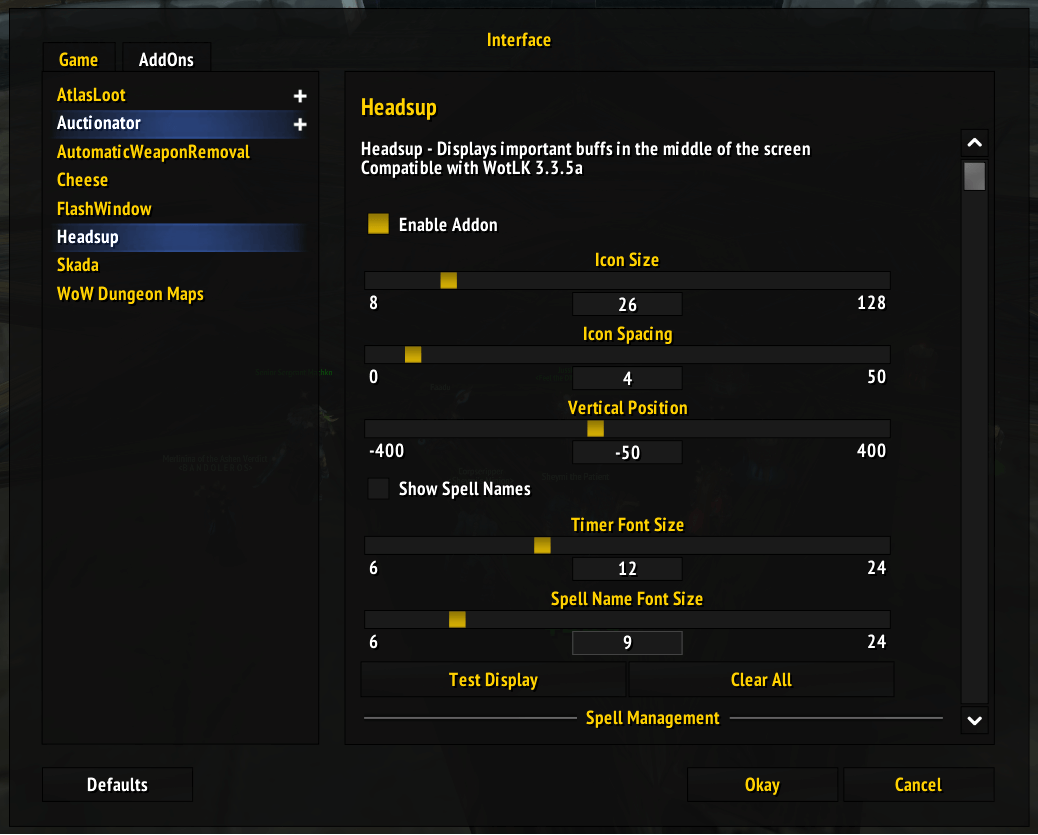 Interface
Game
AddOns
AtlasLoot +
Auctionator +
AutomaticWeaponRemoval
Cheese
FlashWindow
Headsup
Skada
WoW Dungeon Maps
Headsup
Headsup - Displays important buffs in the middle of the screen
Compatible with WotLK 3.3.5a
Enable Addon
Icon Size
8 26 128
Icon Spacing
0 4 50
Vertical Position
-400 -50 400
Show Spell Names
Timer Font Size
6 12 24
Spell Name Font Size
6 9 24
Test Display
Clear All
Spell Management
Defaults
Okay
Cancel